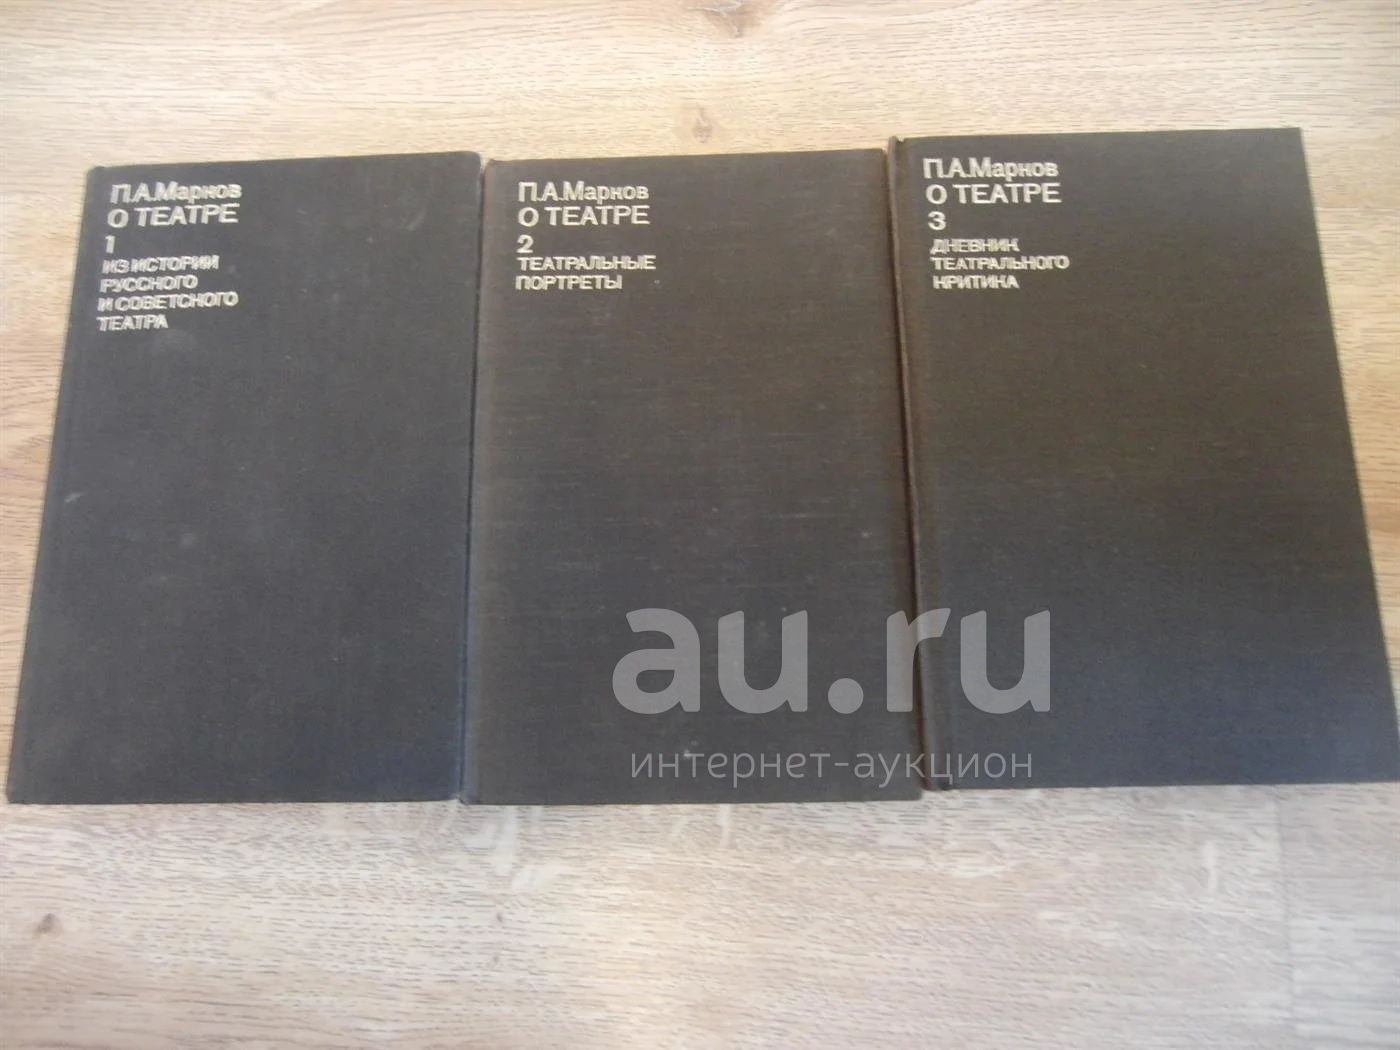 П.А.Марков
О ТЕАТРЕ
1
ИЗ ИСТОРИИ
РУССКОГО
И СОВЕТСКОГО
ТЕАТРА
П.А.Марков
О ТЕАТРЕ
2
ТЕАТРАЛЬНЫЕ
ПОРТРЕТЫ
П.А.Марков
О ТЕАТРЕ
3
ДНЕВНИК
ТЕАТРАЛЬНОГО
КРИТИКА
au.ru
интернет-аукцион